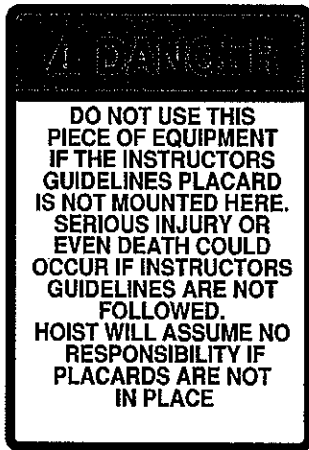 DANGER
DO NOT USE THIS
PIECE OF EQUIPMENT
IF THE INSTRUCTORS
GUIDELINES PLACARD
IS NOT MOUNTED HERE.
SERIOUS INJURY OR
EVEN DEATH COULD
OCCUR IF INSTRUCTORS
GUIDELINES ARE NOT
FOLLOWED.
HOIST WILL ASSUME NO
RESPONSIBILITY IF
PLACARDS ARE NOT
IN PLACE